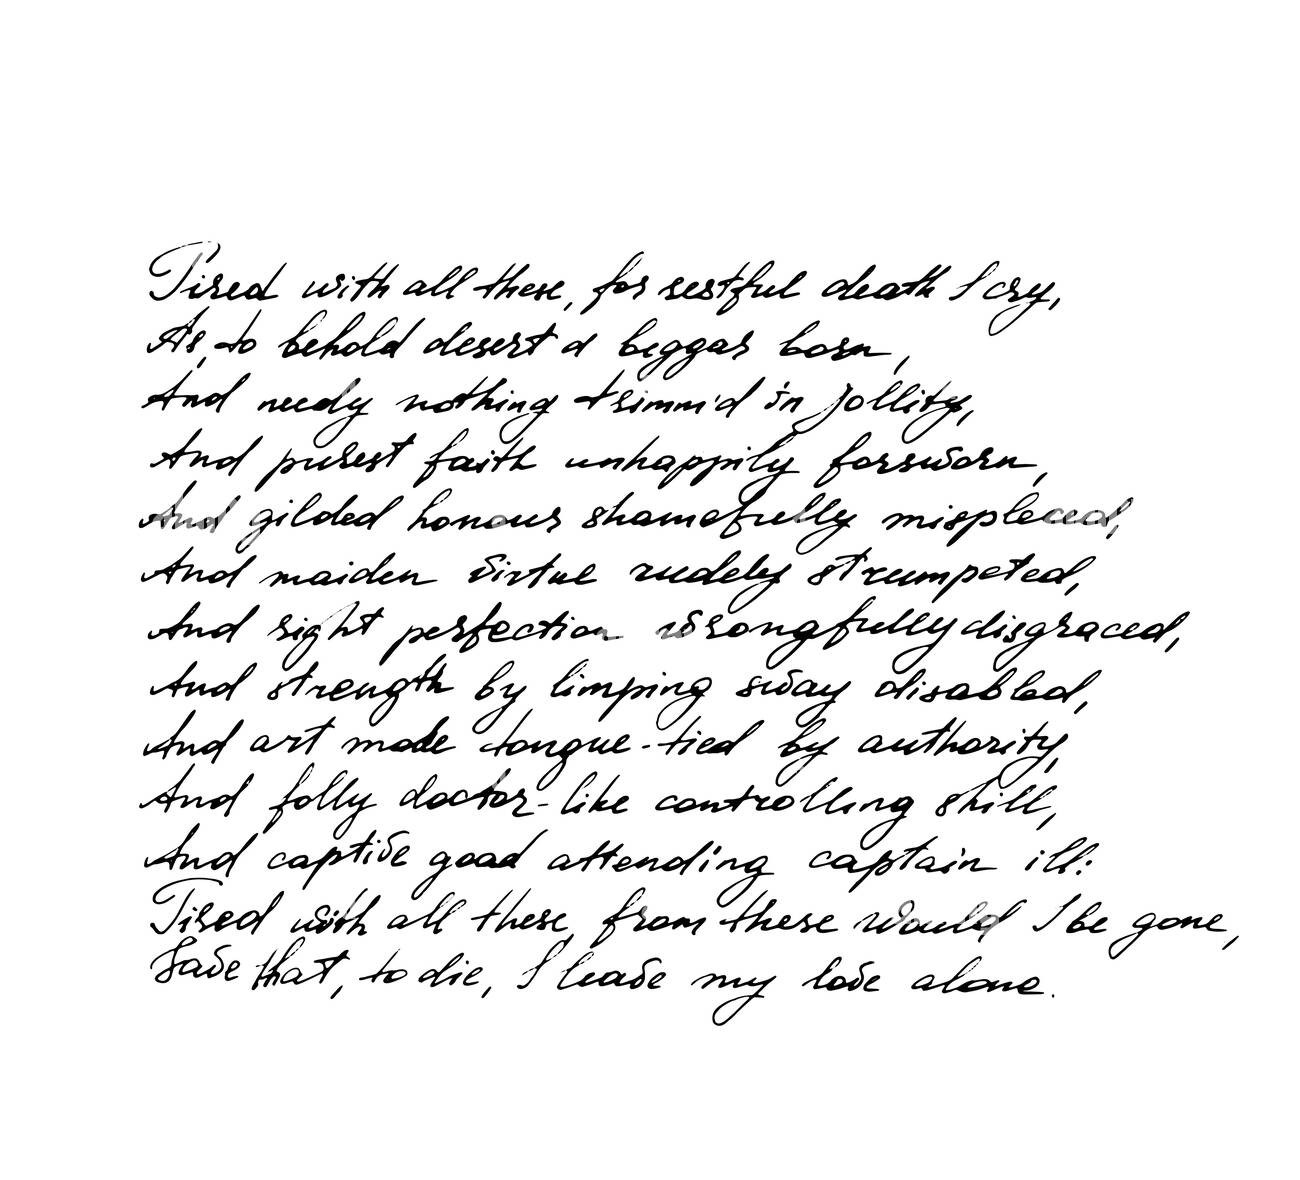 Tired with all these, for restful death I cry,
As, to behold desert a beggar born,
And needy nothing trimm'd in jollity,
And purest faith unhappily forsworn,
And gilded honour shamefully misplaced,
And maiden virtue rudely strumpeted,
And right perfection wrongfully disgraced,
And strength by limping sway disabled,
And art made tongue-tied by authority,
And folly doctor-like controlling skill,
And captive good attending captain ill:
Tired with all these, from these would I be gone,
Save that, to die, I leave my love alone.